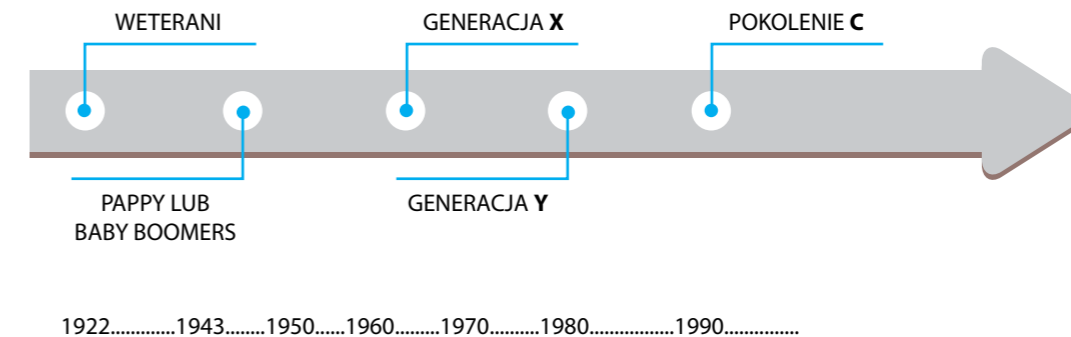 WETERANI
GENERACJA X
POKOLENIE C
PAPPY LUB
BABY BOOMERS
GENERACJA Y
1922.............1943........1950......1960.........1970..........1980.................1990...............